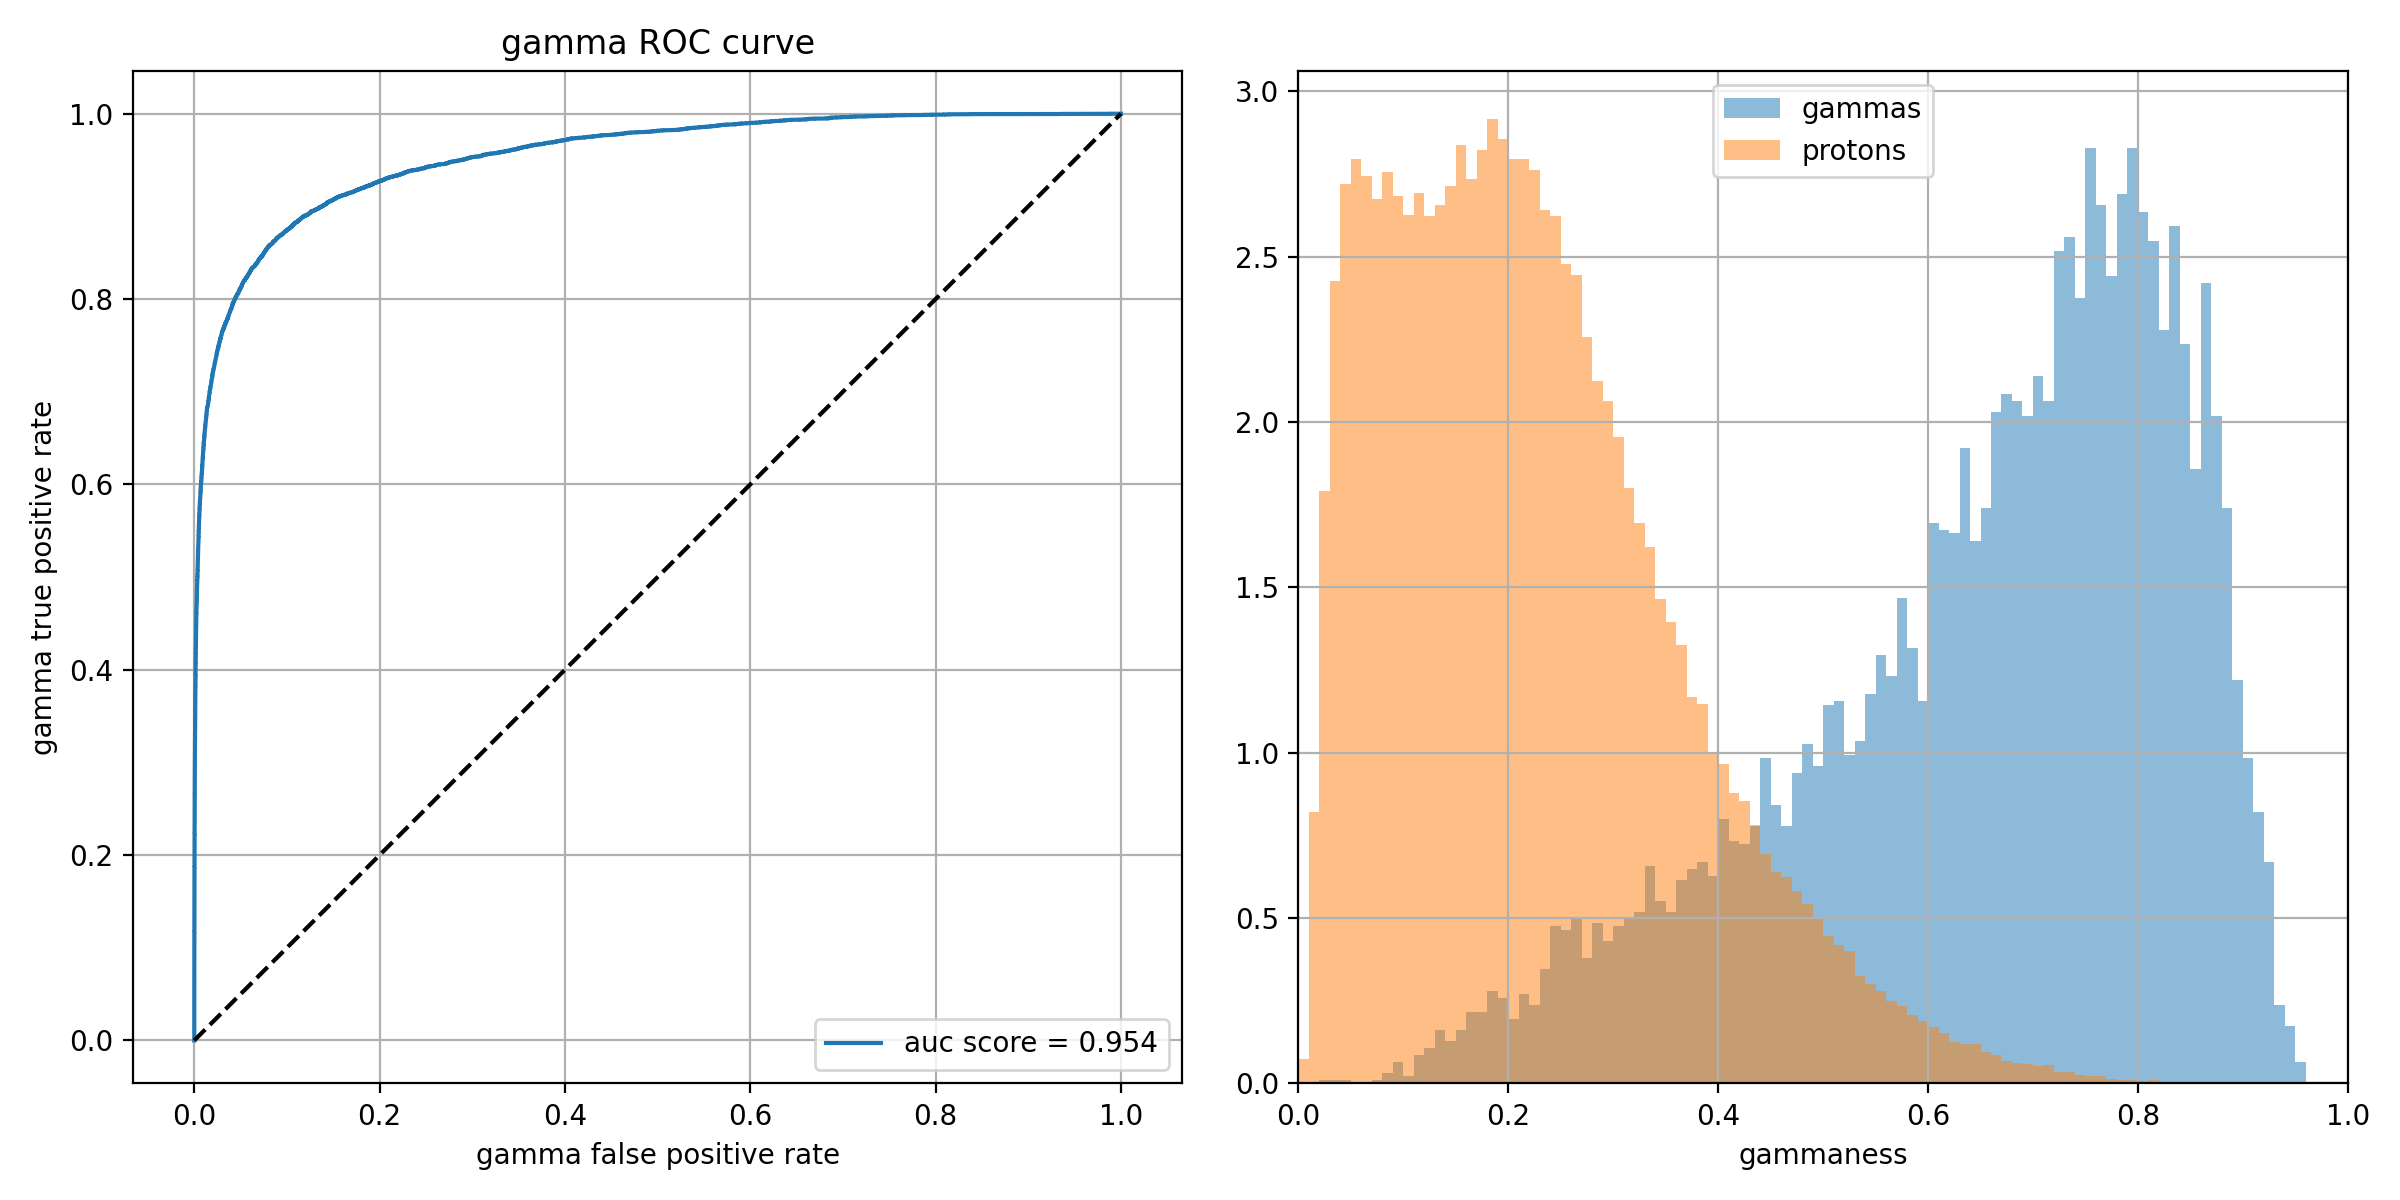 gamma ROC curve
gamma true positive rate
1.0
0.8
0.6
0.4
0.2
0.0
auc score = 0.954
0.0 0.2 0.4 0.6 0.8 1.0
gamma false positive rate
3.0
2.5
2.0
1.5
1.0
0.5
0.0
gammas
protons
0.0 0.2 0.4 0.6 0.8 1.0
gammaness